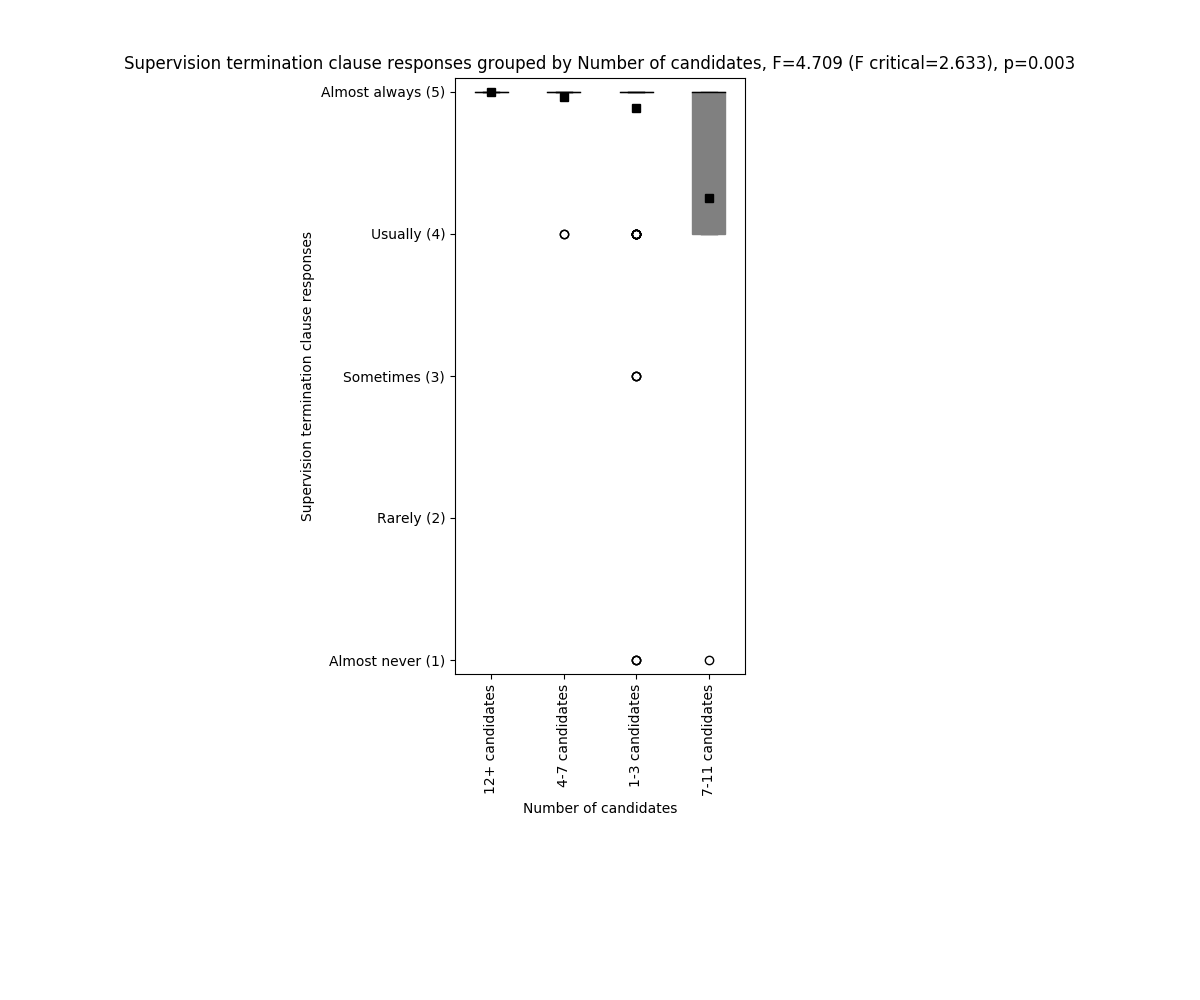 Supervision termination clause responses grouped by Number of candidates, F=4.709 (F critical=2.633), p=0.003
Supervision termination clause responses
Almost always (5)
Usually (4)
Sometimes (3)
Rarely (2)
Almost never (1)
12+ candidates
4-7 candidates
1-3 candidates
7-11 candidates
Number of candidates